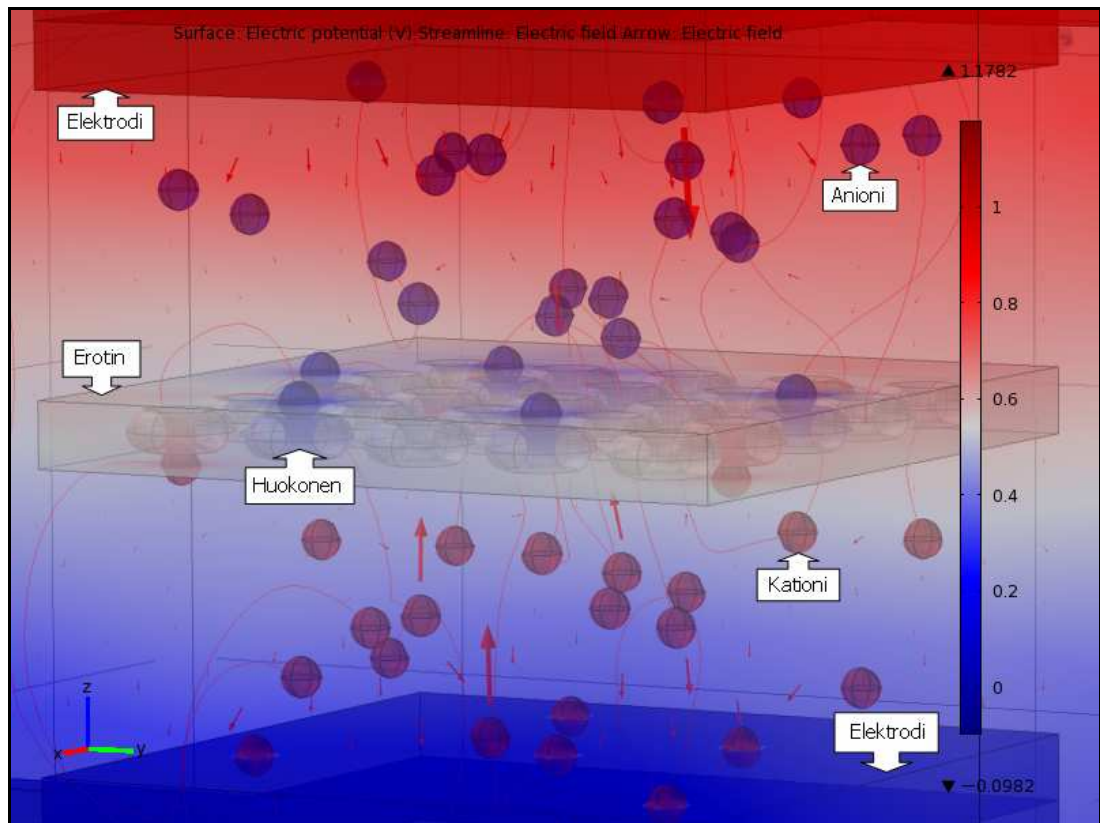 Surface: Electric potential (V) Streamline: Electric field Arrow: Electric field
▲ 1.1782
Elektrodi
Anioni
1
0.8
Erotin
0.6
Huokonen
0.4
Kationi
0.2
z
0
x
y
Elektrodi
▼ −0.0982